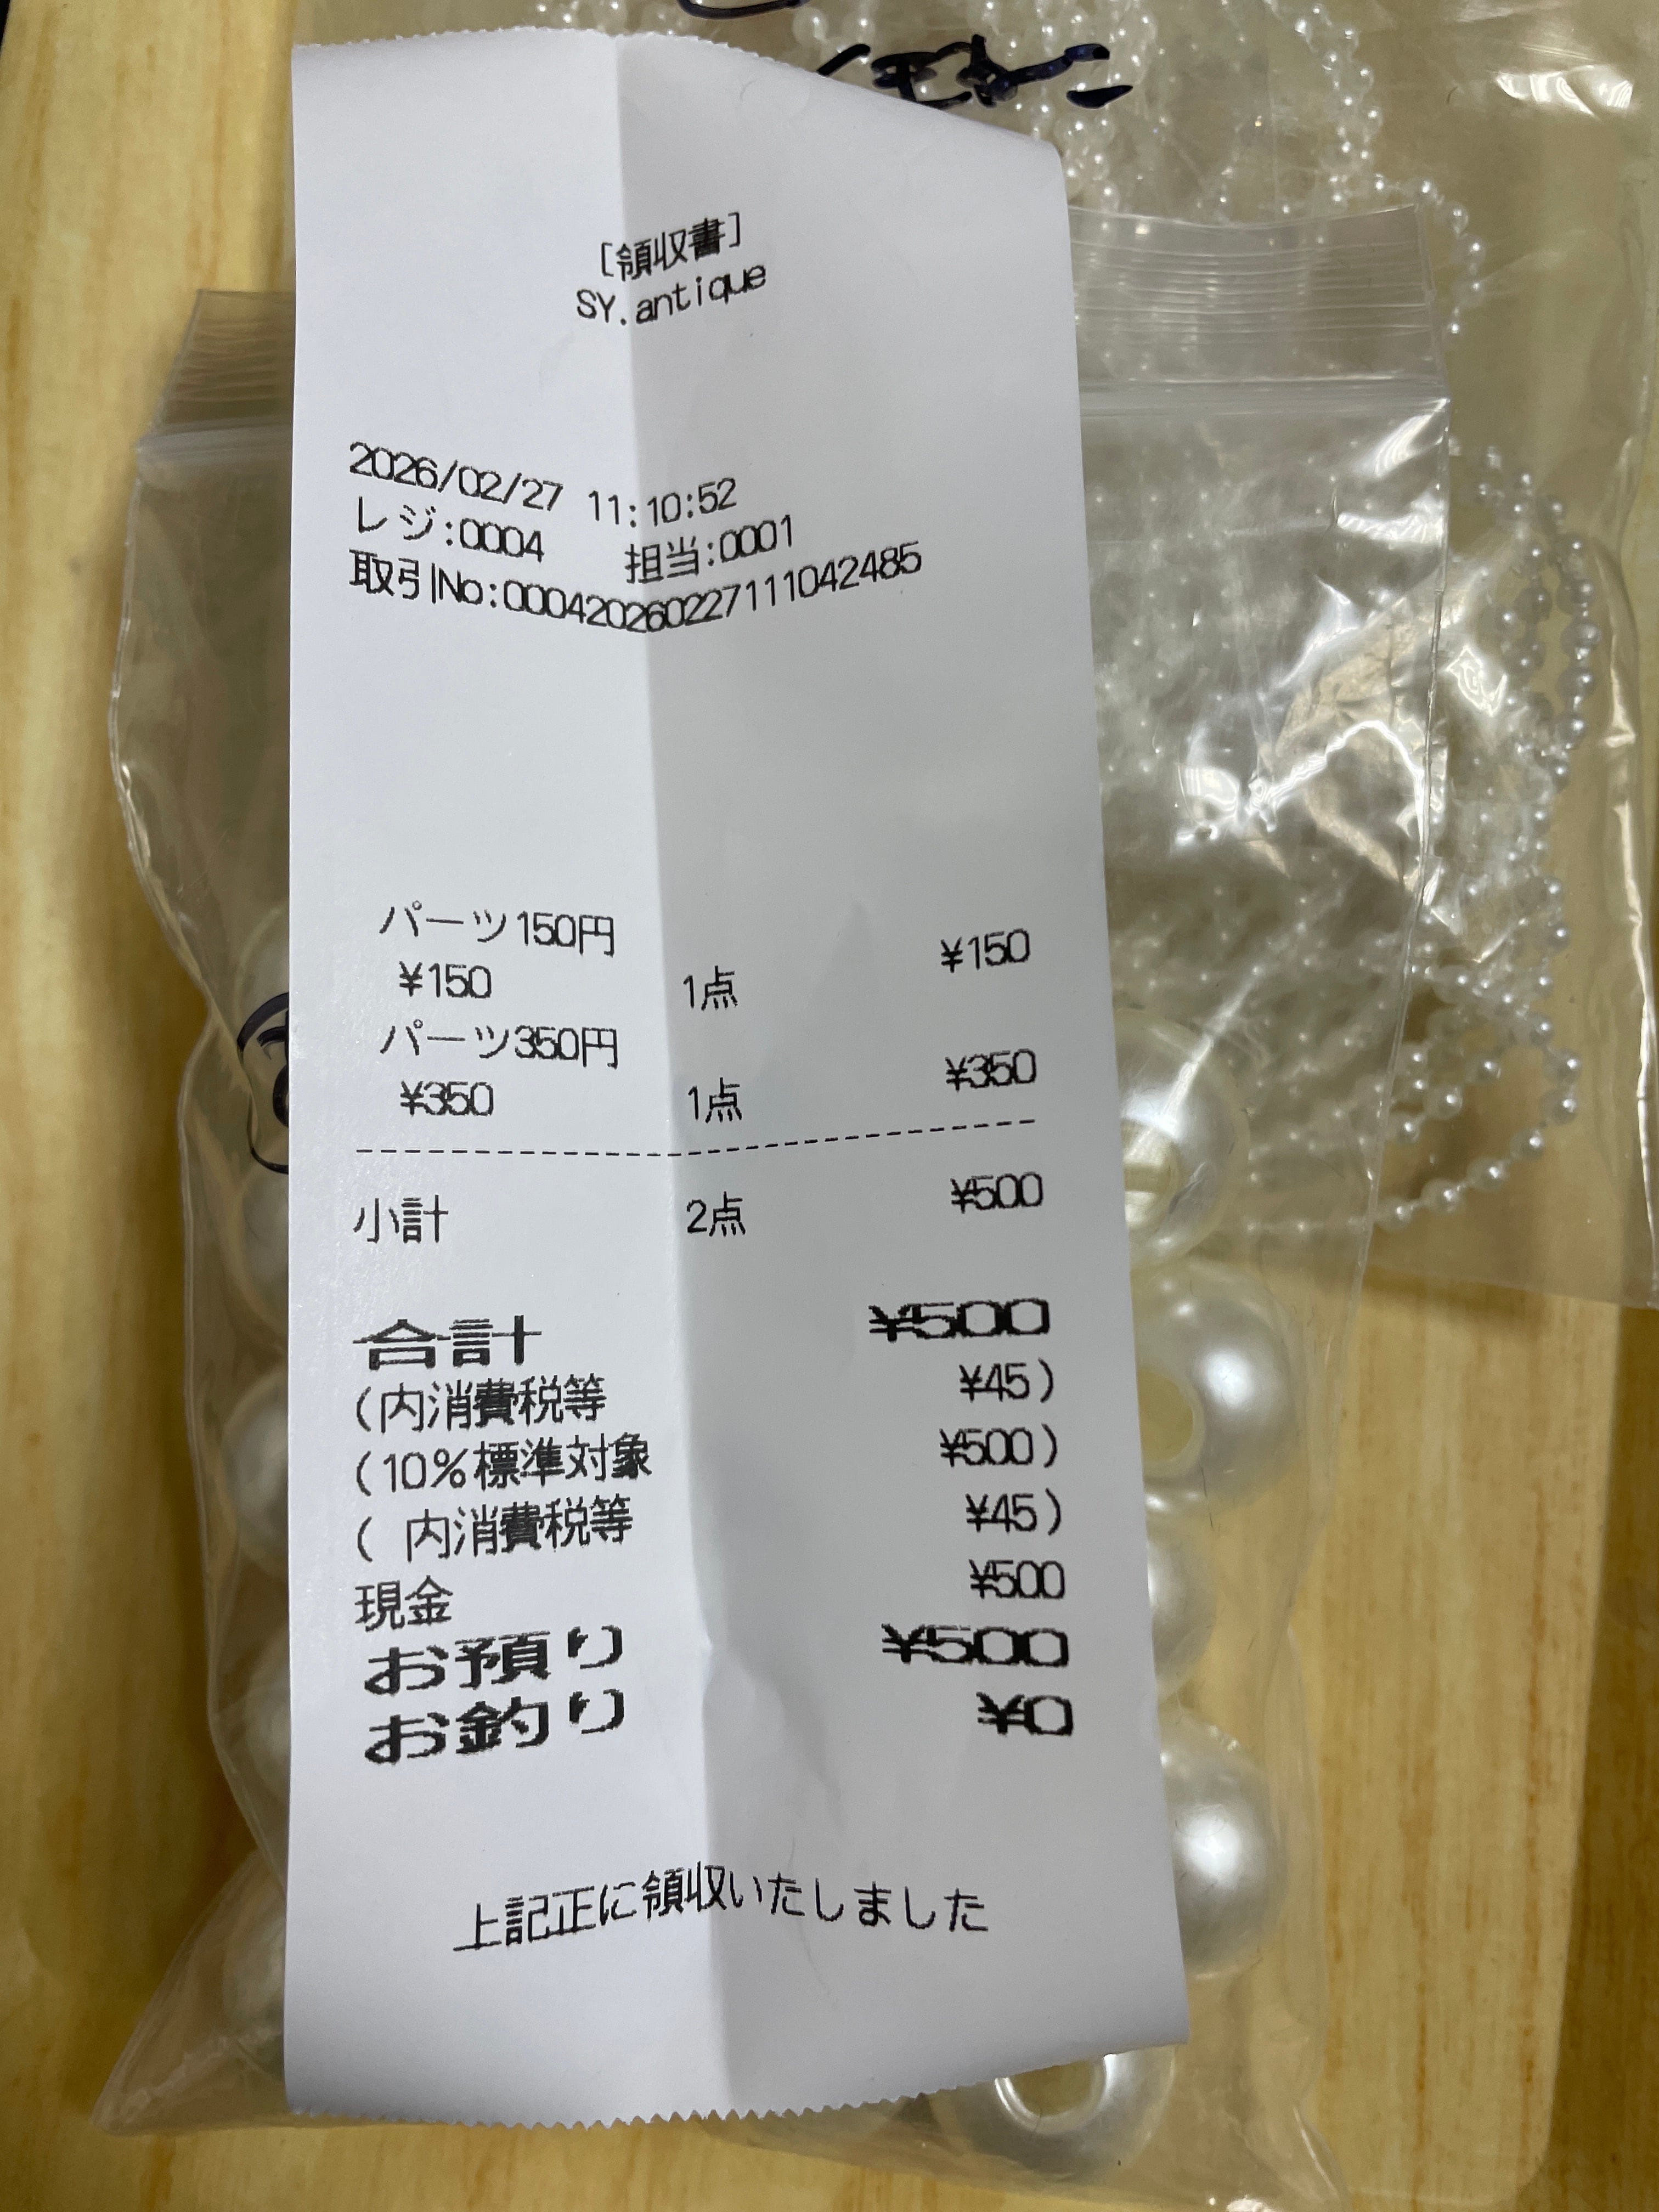 [領収書]
SY.antique
2026/02/27 11:10:52
レジ:0004 担当:0001
取引No:00042026022711104​2485
パーツ150円 ¥150
¥150 1点
パーツ350円 ¥350
¥350 1点
小計 2点 ¥500
合計 ¥500
(内消費税等 ¥45)
(10%標準対象 ¥500)
( 内消費税等 ¥45)
現金 ¥500
お預り ¥500
お釣り ¥0
上記正に領収いたしました